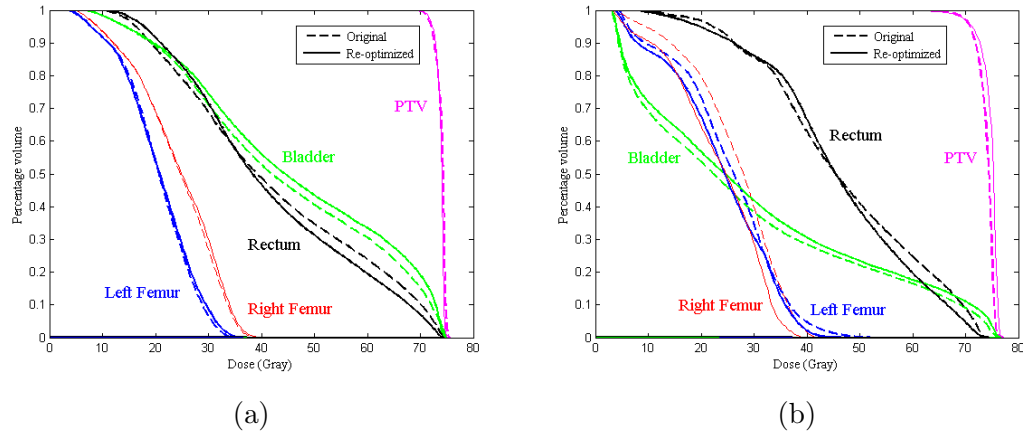 Original
Re-optimized
PTV
Bladder
Rectum
Left Femur
Right Femur
Percentage volume
1
0.9
0.8
0.7
0.6
0.5
0.4
0.3
0.2
0.1
0
0 10 20 30 40 50 60 70 80
Dose (Gray)
(a)
Original
Re-optimized
Rectum
Bladder
PTV
Right Femur
Left Femur
Percentage volume
1
0.9
0.8
0.7
0.6
0.5
0.4
0.3
0.2
0.1
0
0 10 20 30 40 50 60 70 80
Dose (Gray)
(b)